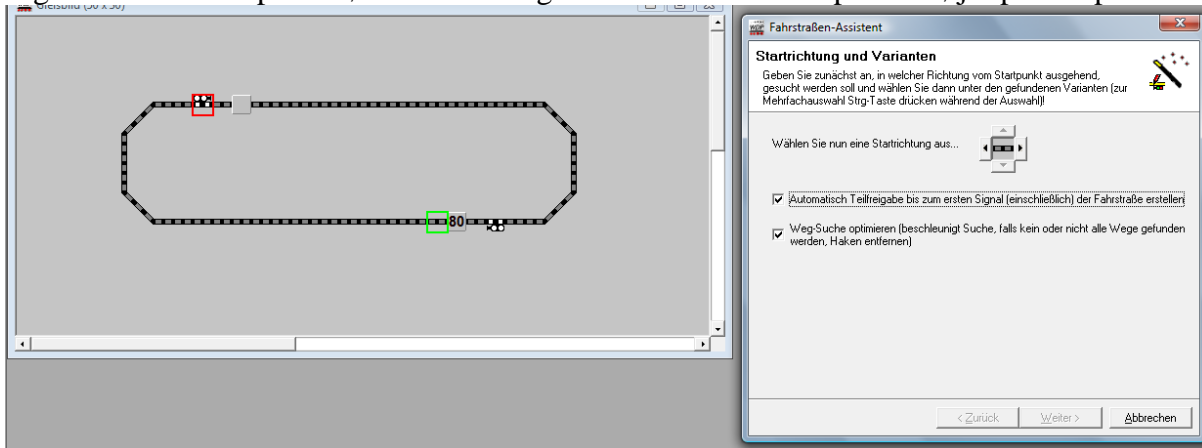 Gleisbild (50 x 50)
80
Fahrstraßen-Assistent
Startrichtung und Varianten
Geben Sie zunächst an, in welcher Richtung vom Startpunkt ausgehend,
gesucht werden soll und wählen Sie dann unter den gefundenen Varianten (zur
Mehrfachauswahl Strg-Taste drücken während der Auswahl)!
Wählen Sie nun eine Startrichtung aus...
Automatisch Teilfreigabe bis zum ersten Signal (einschließlich) der Fahrstraße erstellen
Weg-Suche optimieren (beschleunigt Suche, falls kein oder nicht alle Wege gefunden
werden, Haken entfernen)
< Zurück
Weiter >
Abbrechen